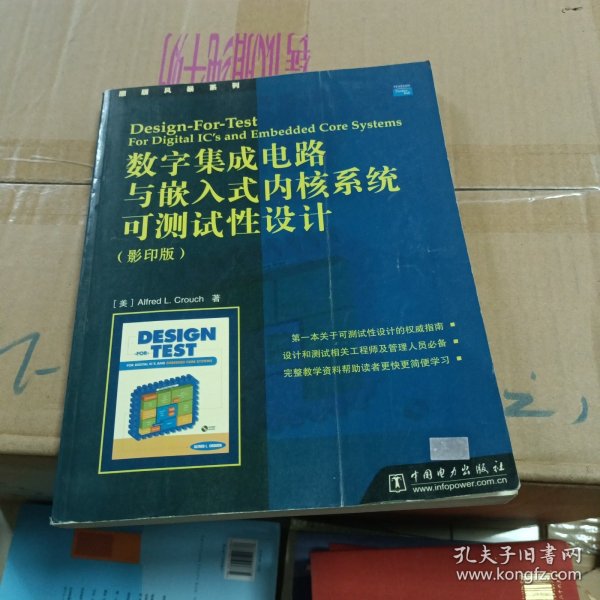 原版风暴系列
Design-For-Test
For Digital IC's and Embedded Core Systems
数字集成电路
与嵌入式内核系统
可测试性设计
(影印版)
[美] Alfred L. Crouch 著
DESIGN
-FOR-
TEST
FOR DIGITAL IC'S AND EMBEDDED CORE SYSTEMS
ALFRED L. CROUCH
第一本关于可测试性设计的权威指南
设计和测试相关工程师及管理人员必备
完整教学资料帮助读者更快更简便学习
中国电力出版社
www.infopower.com.cn
孔夫子旧书网
www.kongfz.com